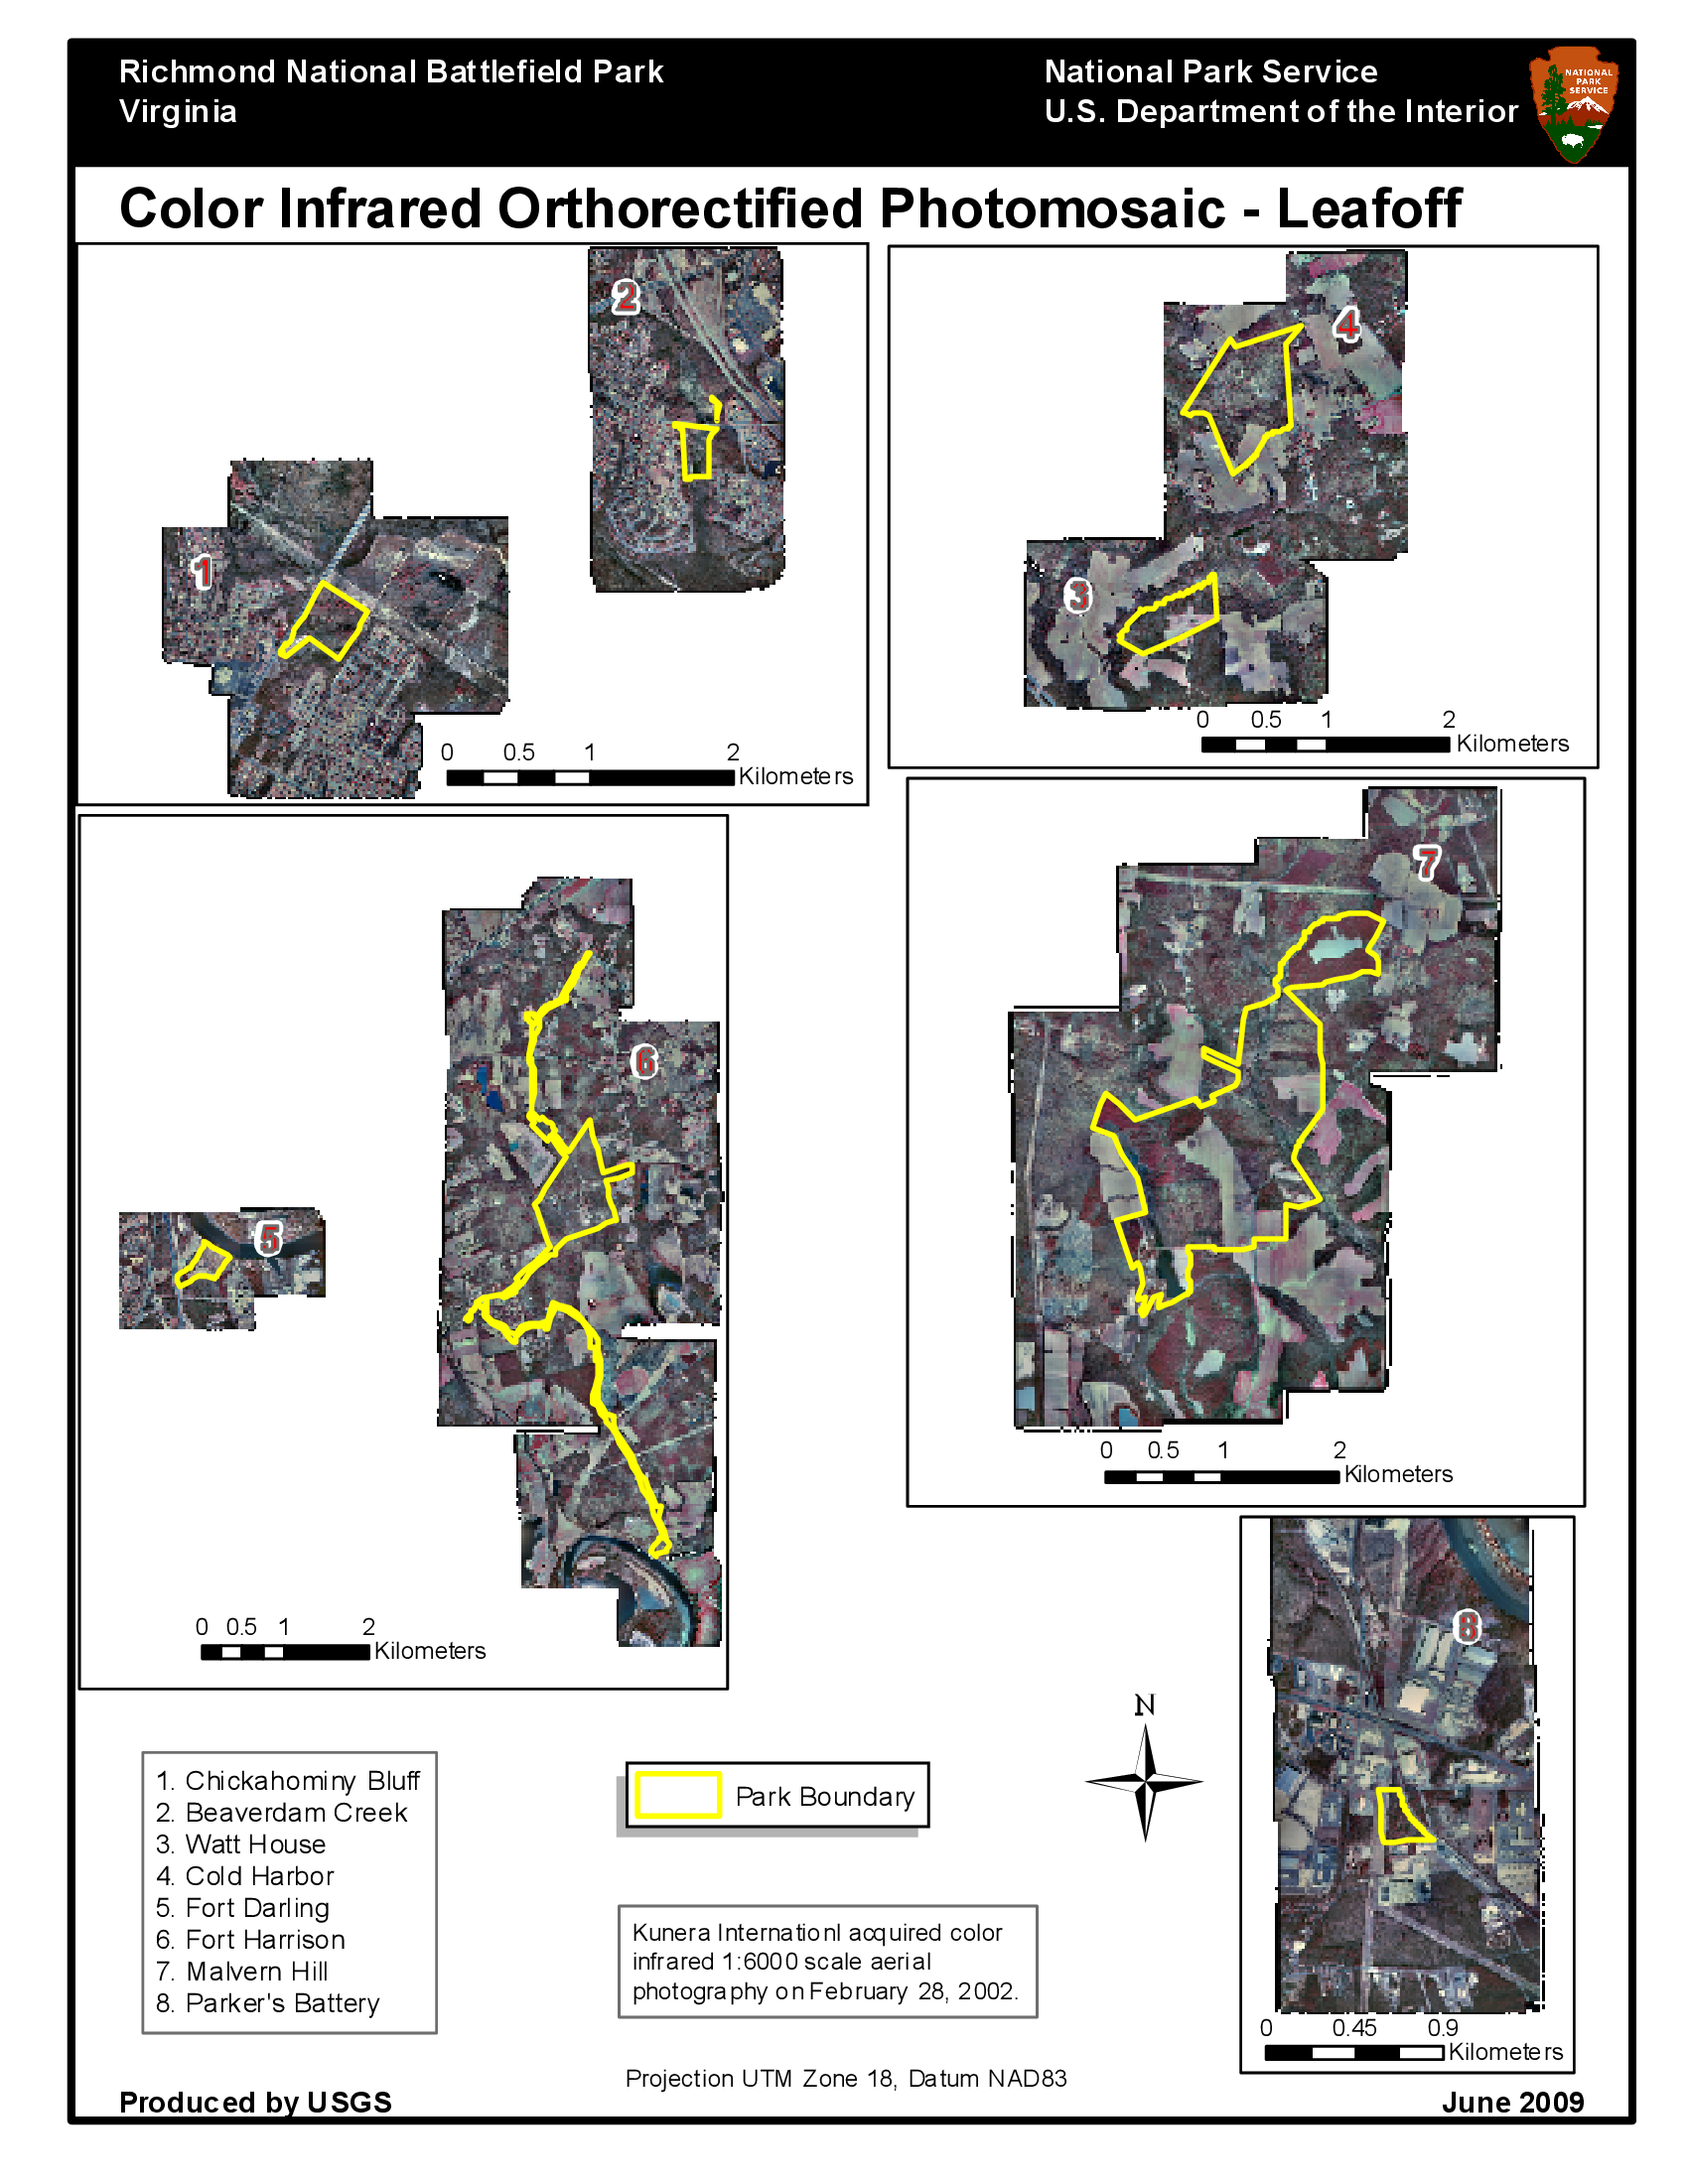 Richmond National Battlefield Park
Virginia
National Park Service
U.S. Department of the Interior
NATIONAL
PARK
SERVICE
Color Infrared Orthorectified Photomosaic - Leafoff
2
1
0 0.5 1 2
Kilometers
4
3
0 0.5 1 2
Kilometers
6
5
0 0.5 1 2
Kilometers
7
0 0.5 1 2
Kilometers
8
0 0.45 0.9
Kilometers
1. Chickahominy Bluff
2. Beaverdam Creek
3. Watt House
4. Cold Harbor
5. Fort Darling
6. Fort Harrison
7. Malvern Hill
8. Parker's Battery
Park Boundary
N
Kunera Internationl acquired color
infrared 1:6000 scale aerial
photography on February 28, 2002.
Projection UTM Zone 18, Datum NAD83
Produced by USGS
June 2009